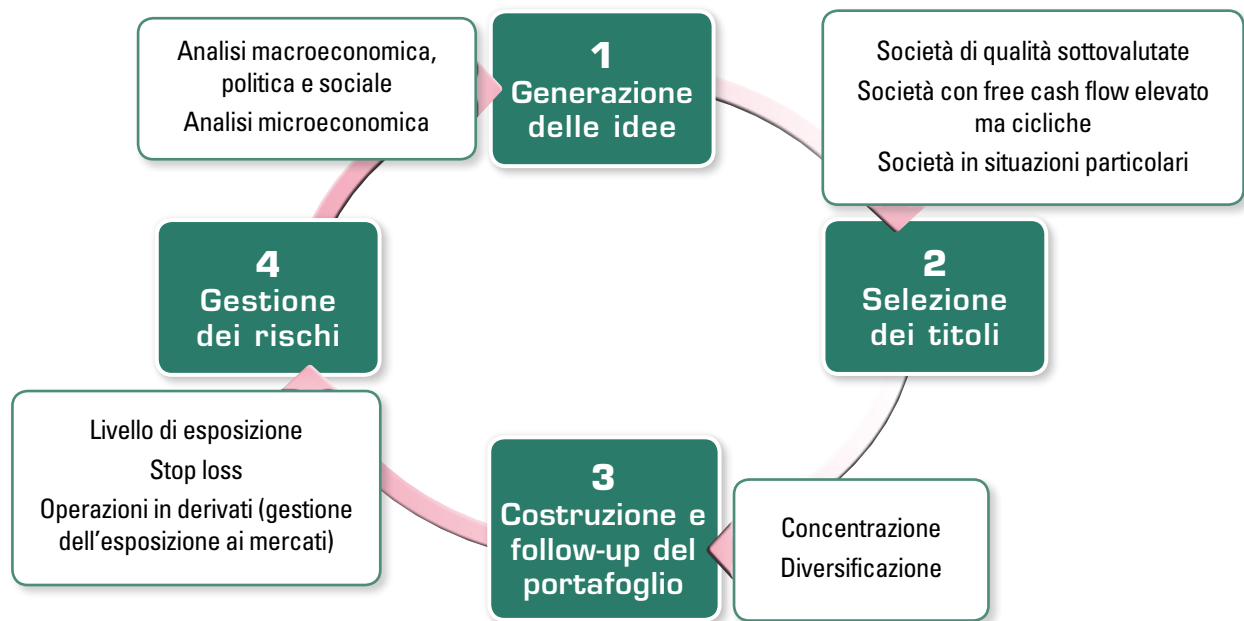 Analisi macroeconomica,
politica e sociale
Analisi microeconomica
1
Generazione
delle idee
Società di qualità sottovalutate
Società con free cash flow elevato
ma cicliche
Società in situazioni particolari
2
Selezione
dei titoli
3
Costruzione e
follow-up del
portafoglio
Concentrazione
Diversificazione
4
Gestione
dei rischi
Livello di esposizione
Stop loss
Operazioni in derivati (gestione
dell'esposizione ai mercati)